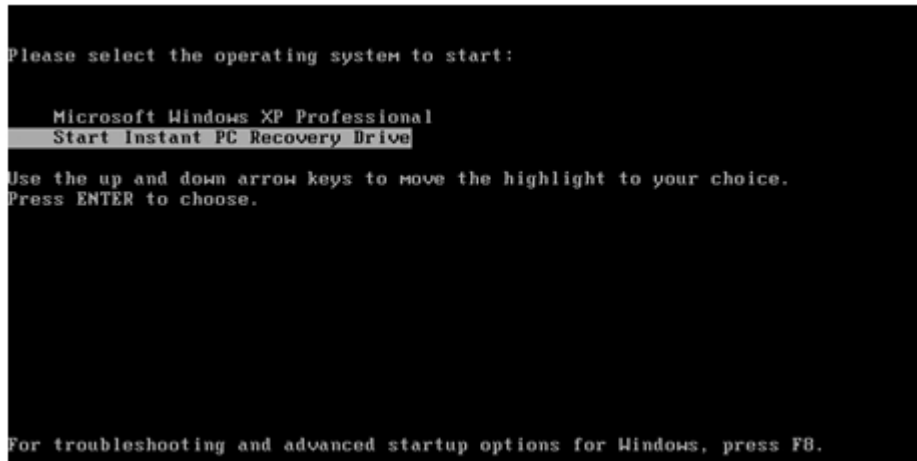 Please select the operating system to start:
Microsoft Windows XP Professional
Start Instant PC Recovery Drive
Use the up and down arrow keys to move the highlight to your choice.
Press ENTER to choose.
For troubleshooting and advanced startup options for Windows, press F8.